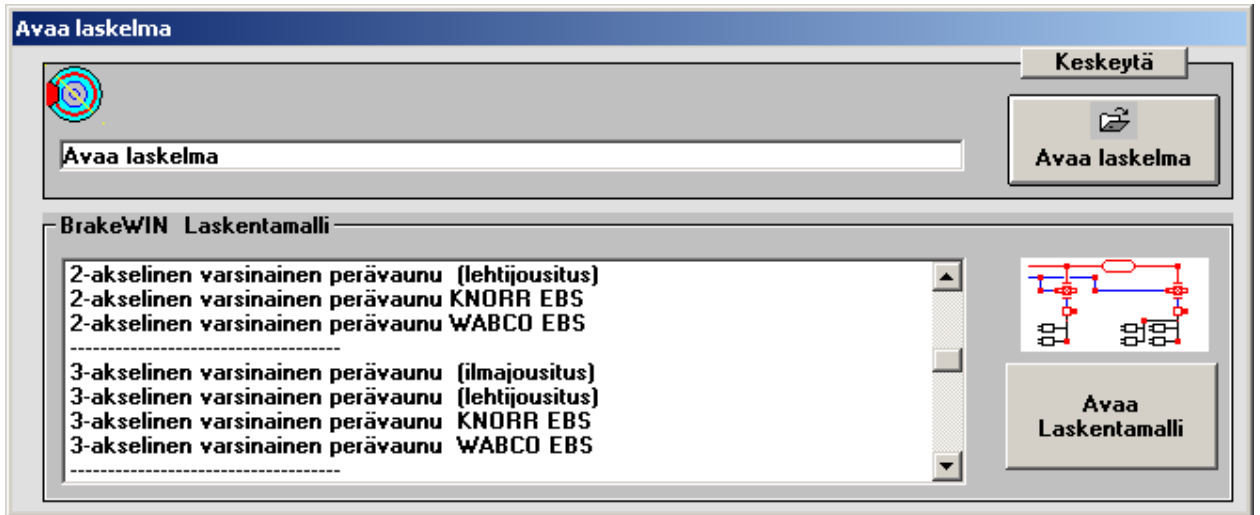 Avaa laskelma
Keskeytä
Avaa laskelma
Avaa laskelma
BrakeWIN Laskentamalli
2-akselinen varsinainen perävaunu (lehtijousitus)
2-akselinen varsinainen perävaunu KNORR EBS
2-akselinen varsinainen perävaunu WABCO EBS
-----------------------------------
3-akselinen varsinainen perävaunu (ilmajousitus)
3-akselinen varsinainen perävaunu (lehtijousitus)
3-akselinen varsinainen perävaunu KNORR EBS
3-akselinen varsinainen perävaunu WABCO EBS
-----------------------------------
Avaa
Laskentamalli